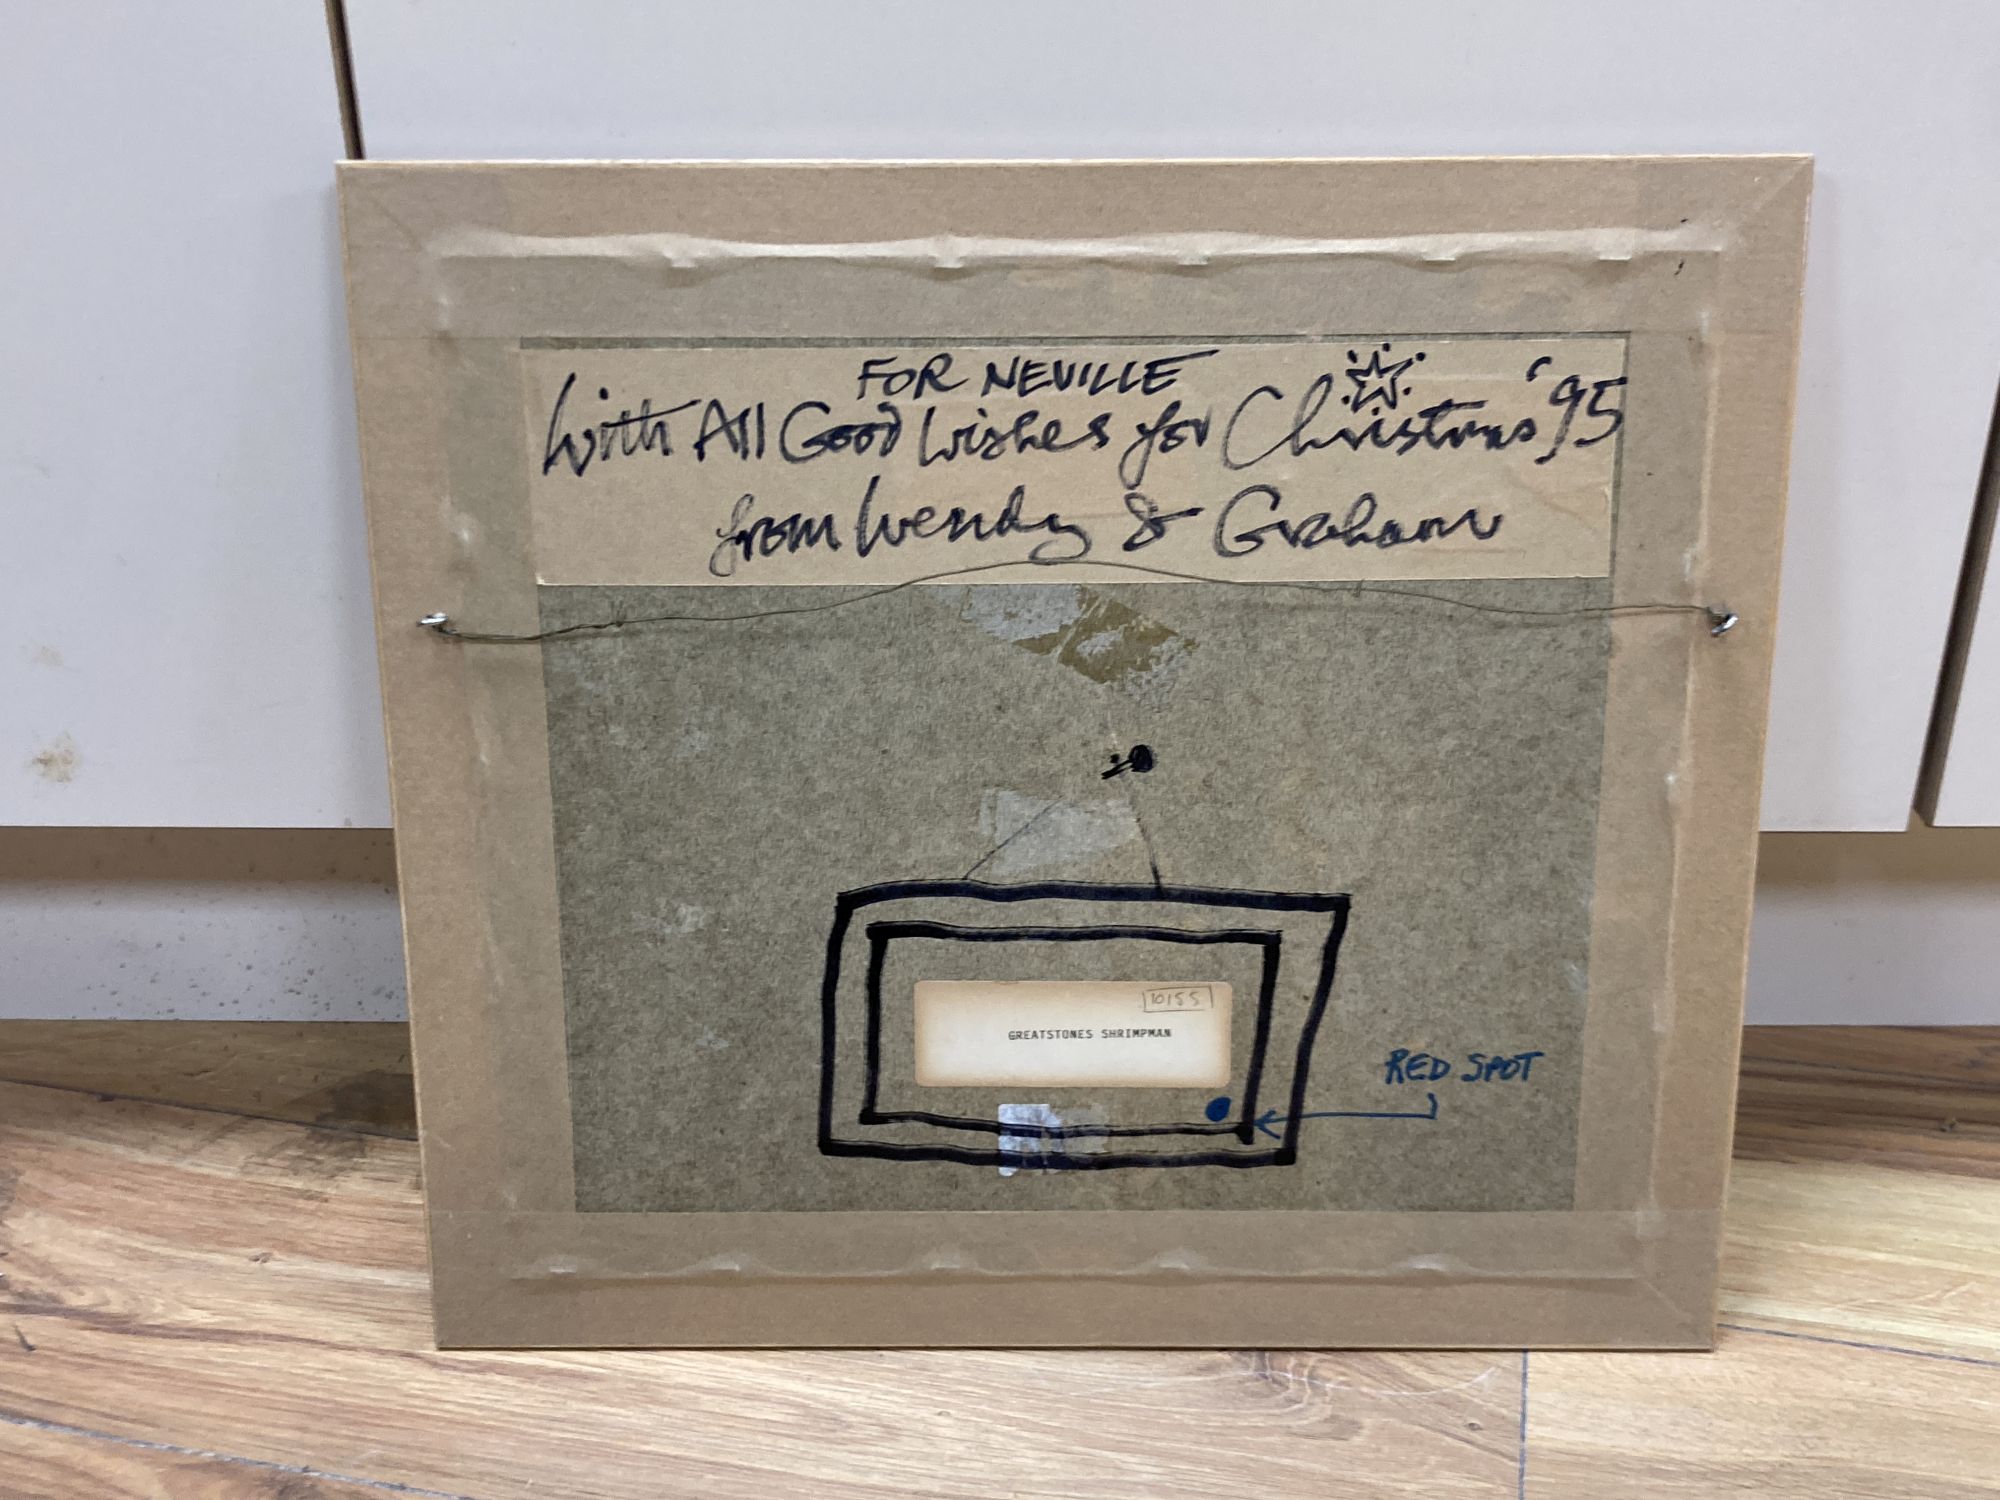 FOR NEVILLE
With All Good Wishes for Christmas '95
from Wendy & Graham
10155
GREATSTONES SHRIMPMAN
RED SPOT